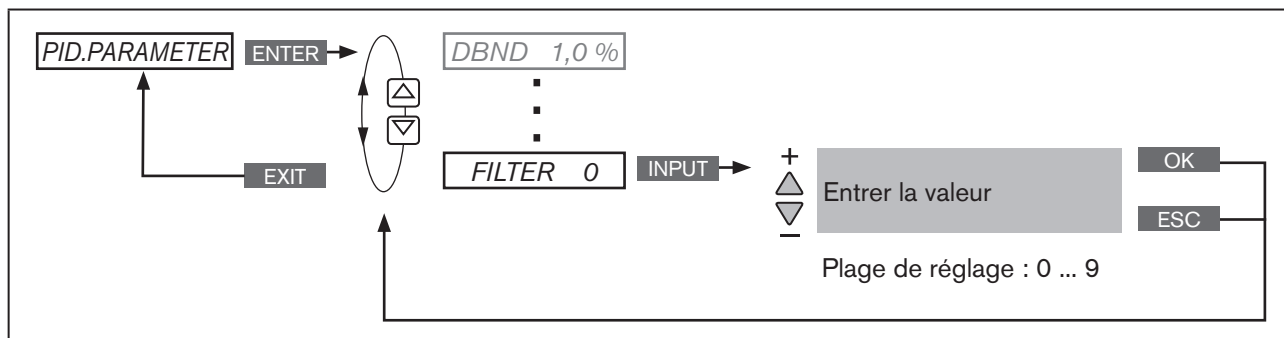 PID.PARAMETER ENTER
DBND 1,0 %
EXIT
FILTER 0 INPUT
+
Entrer la valeur
–
OK
ESC
Plage de réglage : 0 ... 9